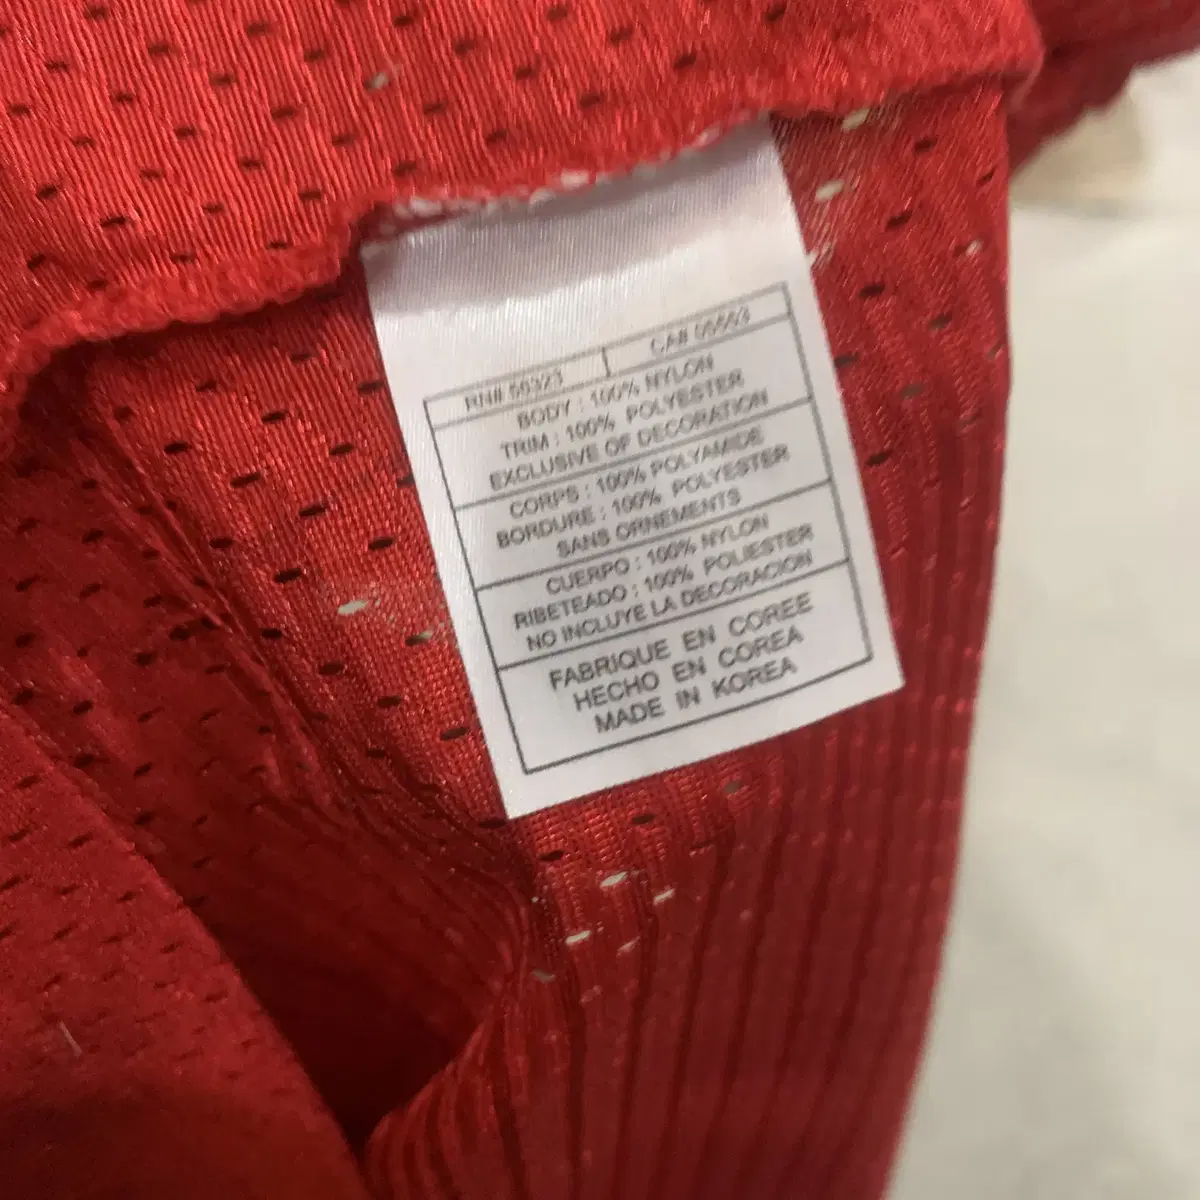 RN# 56323 CA# 05553
BODY : 100% NYLON
TRIM : 100% POLYESTER
EXCLUSIVE OF DECORATION
CORPS : 100% POLYAMIDE
BORDURE : 100% POLYESTER
SANS ORNEMENTS
CUERPO : 100% NYLON
RIBETEADO : 100% POLIESTER
NO INCLUYE LA DECORACION
FABRIQUE EN COREE
HECHO EN COREA
MADE IN KOREA